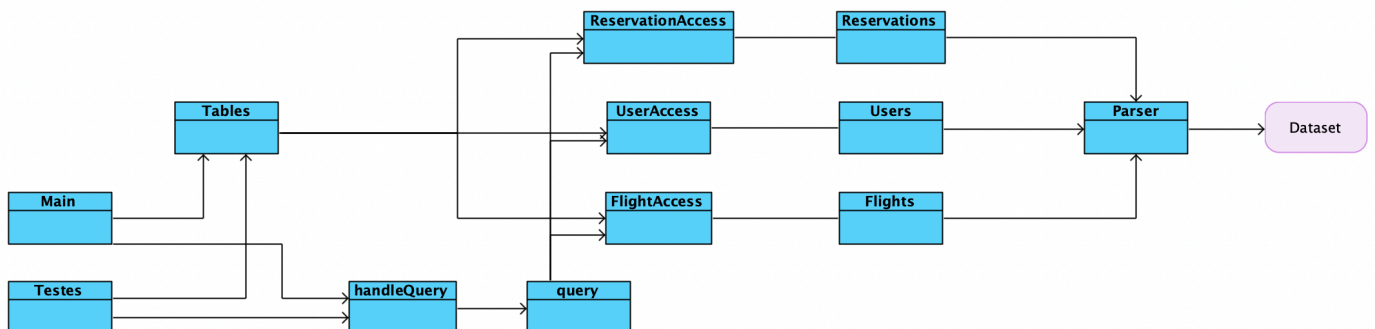 ReservationAccess
Reservations
Tables
UserAccess
Users
Parser
Dataset
Main
FlightAccess
Flights
Testes
handleQuery
query